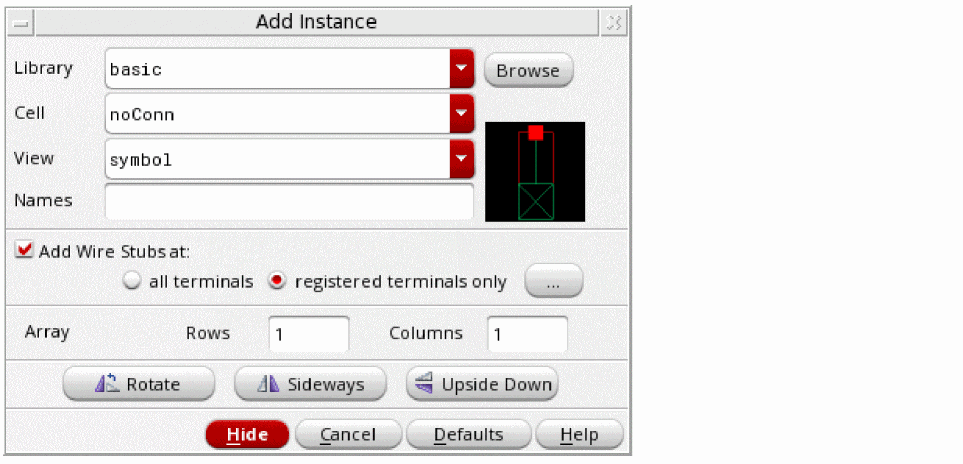 Add Instance
Library basic Browse
Cell noConn
View symbol
Names
Add Wire Stubs at:
all terminals registered terminals only ...
Array Rows 1 Columns 1
Rotate Sideways Upside Down
Hide Cancel Defaults Help